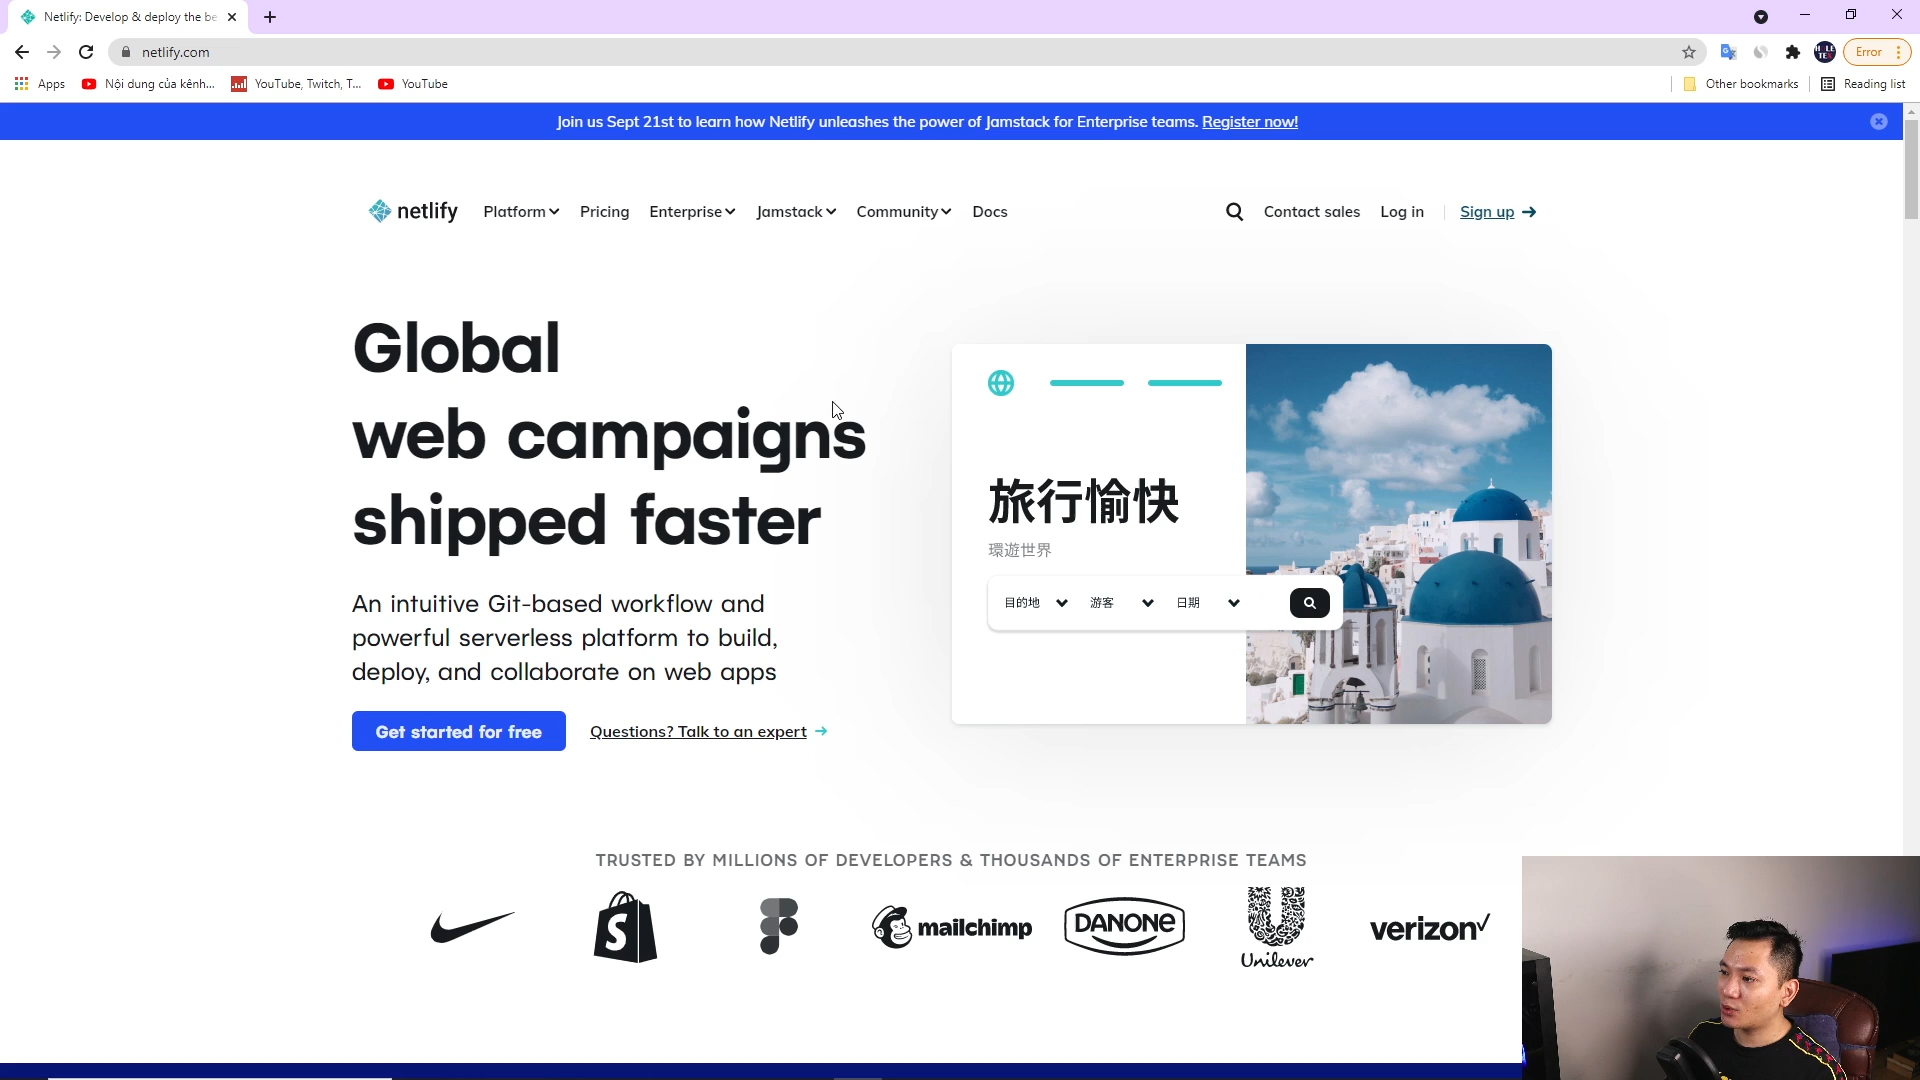 Netlify: Develop & deploy the be
netlify.com
Error
Apps
Nội dung của kênh...
YouTube, Twitch, T...
YouTube
Other bookmarks
Reading list
Join us Sept 21st to learn how Netlify unleashes the power of Jamstack for Enterprise teams. Register now!
netlify
Platform
Pricing
Enterprise
Jamstack
Community
Docs
Contact sales
Log in
Sign up
Global
web campaigns
shipped faster
An intuitive Git-based workflow and
powerful serverless platform to build,
deploy, and collaborate on web apps
Get started for free
Questions? Talk to an expert
旅行愉快
環遊世界
目的地
游客
日期
TRUSTED BY MILLIONS OF DEVELOPERS & THOUSANDS OF ENTERPRISE TEAMS
mailchimp
DANONE
Unilever
verizon